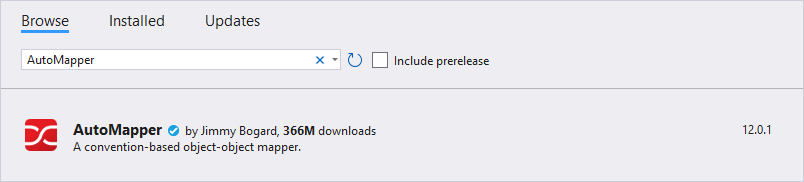 Browse Installed Updates
AutoMapper
Include prerelease
AutoMapper by Jimmy Bogard, 366M downloads 12.0.1
A convention-based object-object mapper.